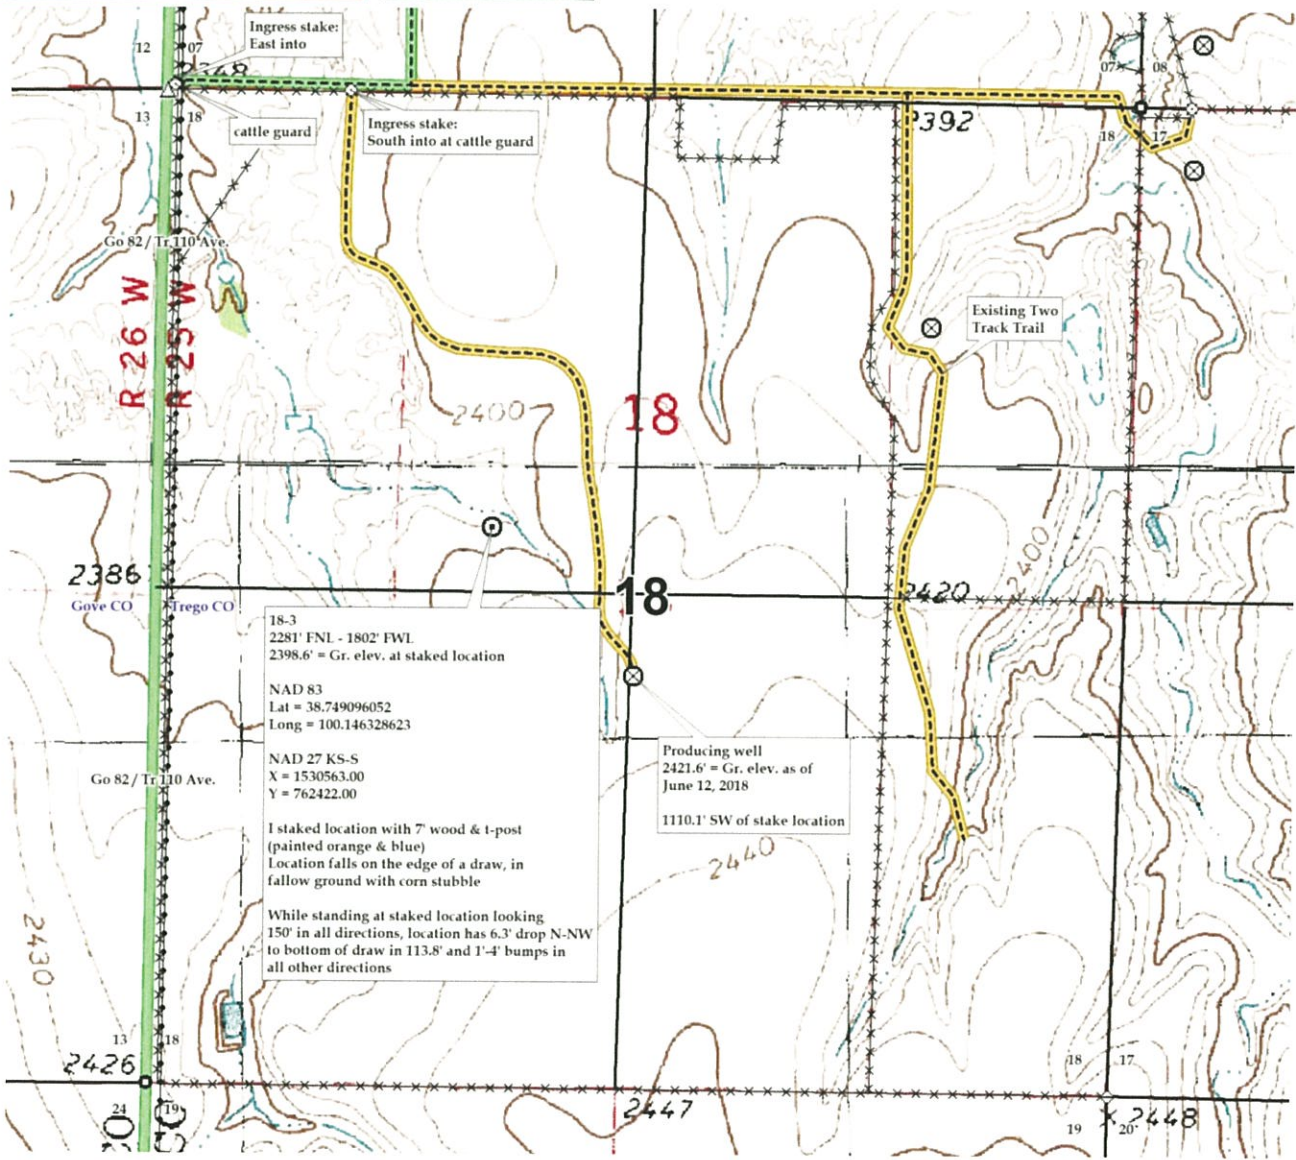 Ingress stake:
East into
12
07
07
08
13
18
cattle guard
Ingress stake:
South into at cattle guard
2392
18
17
Go 82 / Tr 110 Ave.
R 26 W
R 25 W
Existing Two
Track Trail
2400
18
2400
2386
Gove CO
Trego CO
18
2420
18-3
2281' FNL - 1802' FWL
2398.6' = Gr. elev. at staked location
NAD 83
Lat = 38.749096052
Long = 100.146328623
NAD 27 KS-S
X = 1530563.00
Y = 762422.00
I staked location with 7' wood & t-post
(painted orange & blue)
Location falls on the edge of a draw, in
fallow ground with corn stubble
While standing at staked location looking
150' in all directions, location has 6.3' drop N-NW
to bottom of draw in 113.8' and 1'-4' bumps in
all other directions
Producing well
2421.6' = Gr. elev. as of
June 12, 2018
1110.1' SW of stake location
Go 82 / Tr 110 Ave.
2440
2430
13
18
2426
18
17
24
19
2447
19
20
2448